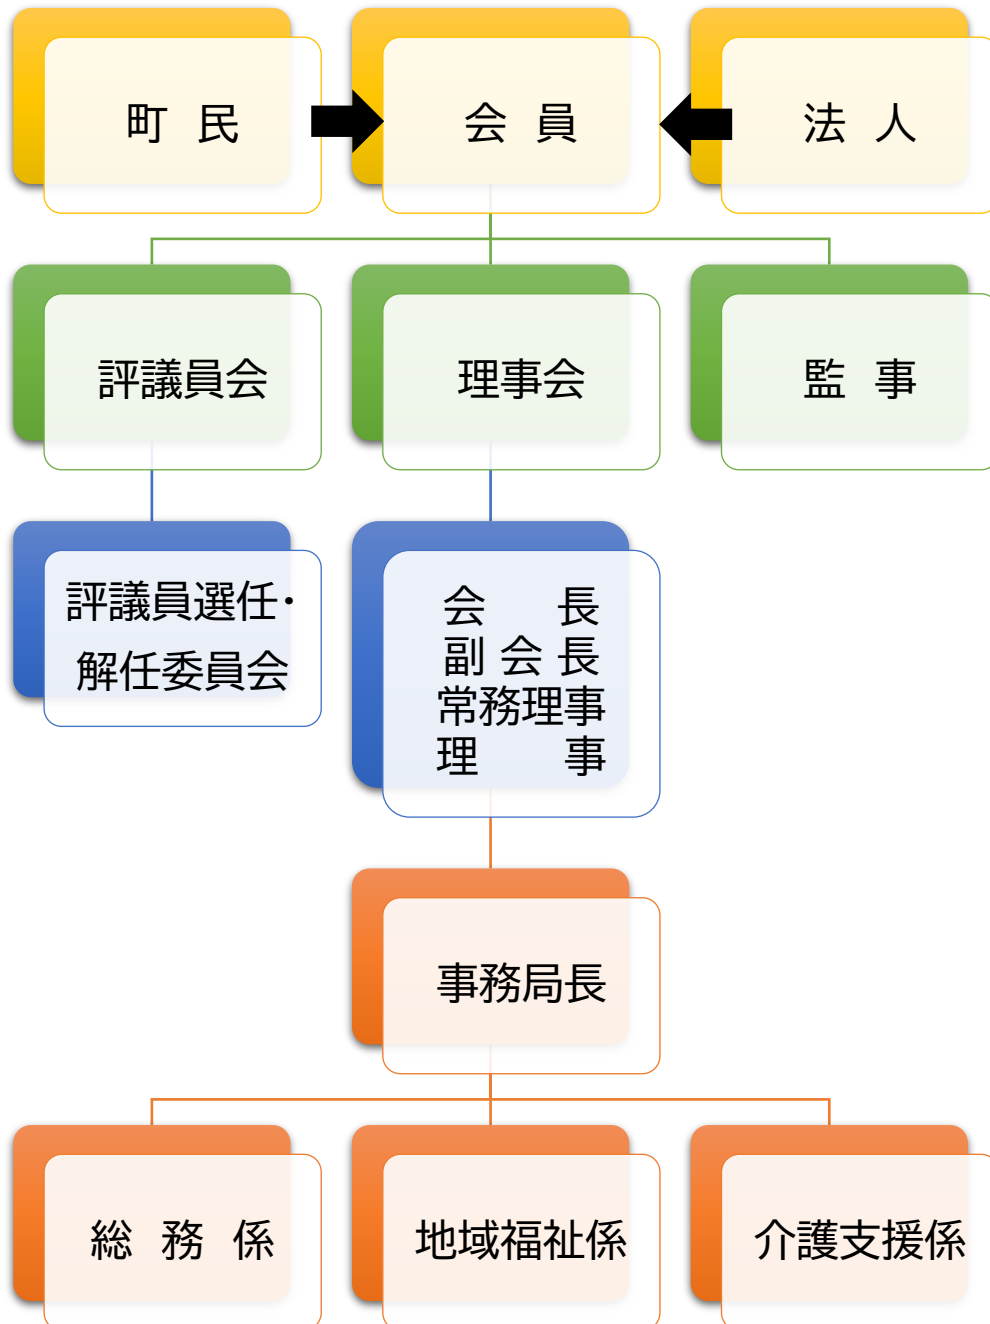 町 民
会 員
法 人
評議員会
理事会
監 事
評議員選任・
解任委員会
会 長
副 会 長
常務理事
理 事
事務局長
総 務 係
地域福祉係
介護支援係